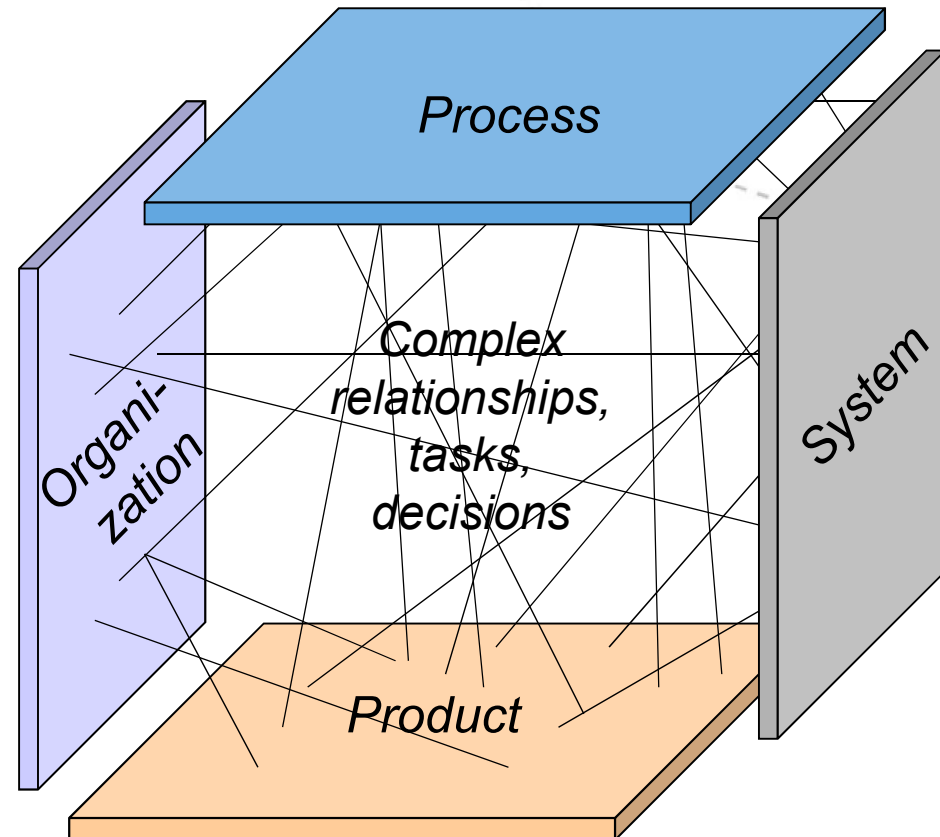 Process
Complex
relationships,
tasks,
decisions
Organi-
zation
System
Product